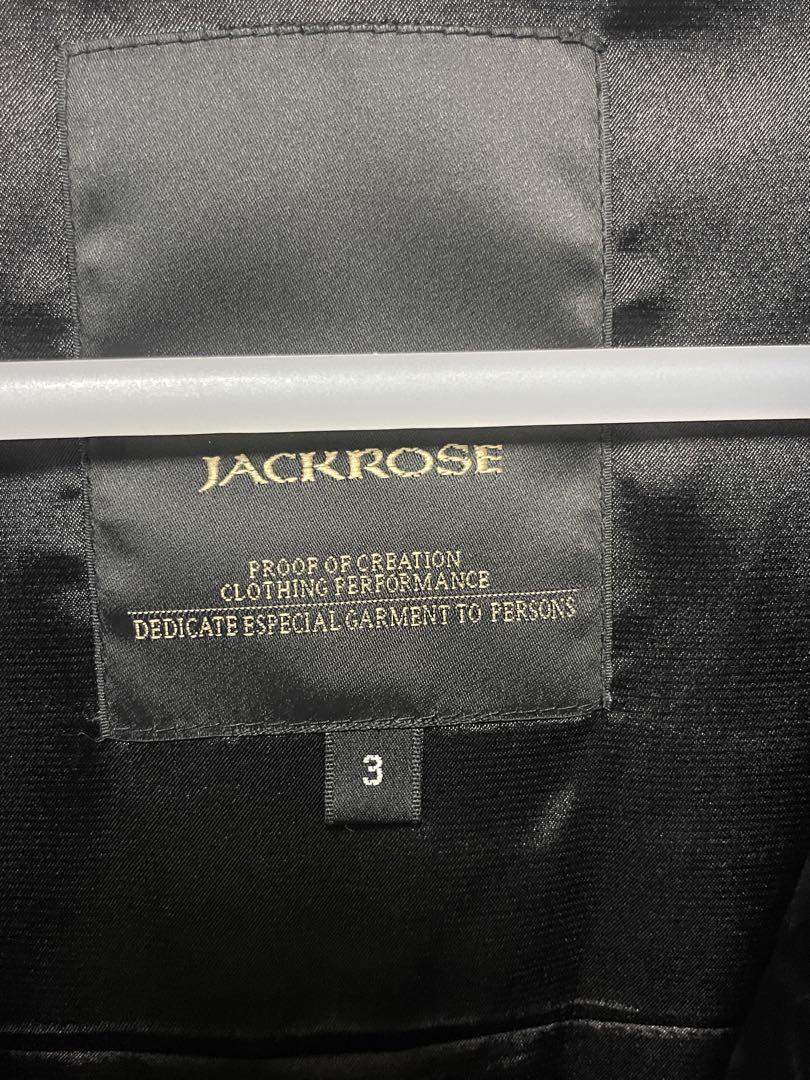 JACKROSE
PROOF OF CREATION
CLOTHING PERFORMANCE
DEDICATE ESPECIAL GARMENT TO PERSONS
3